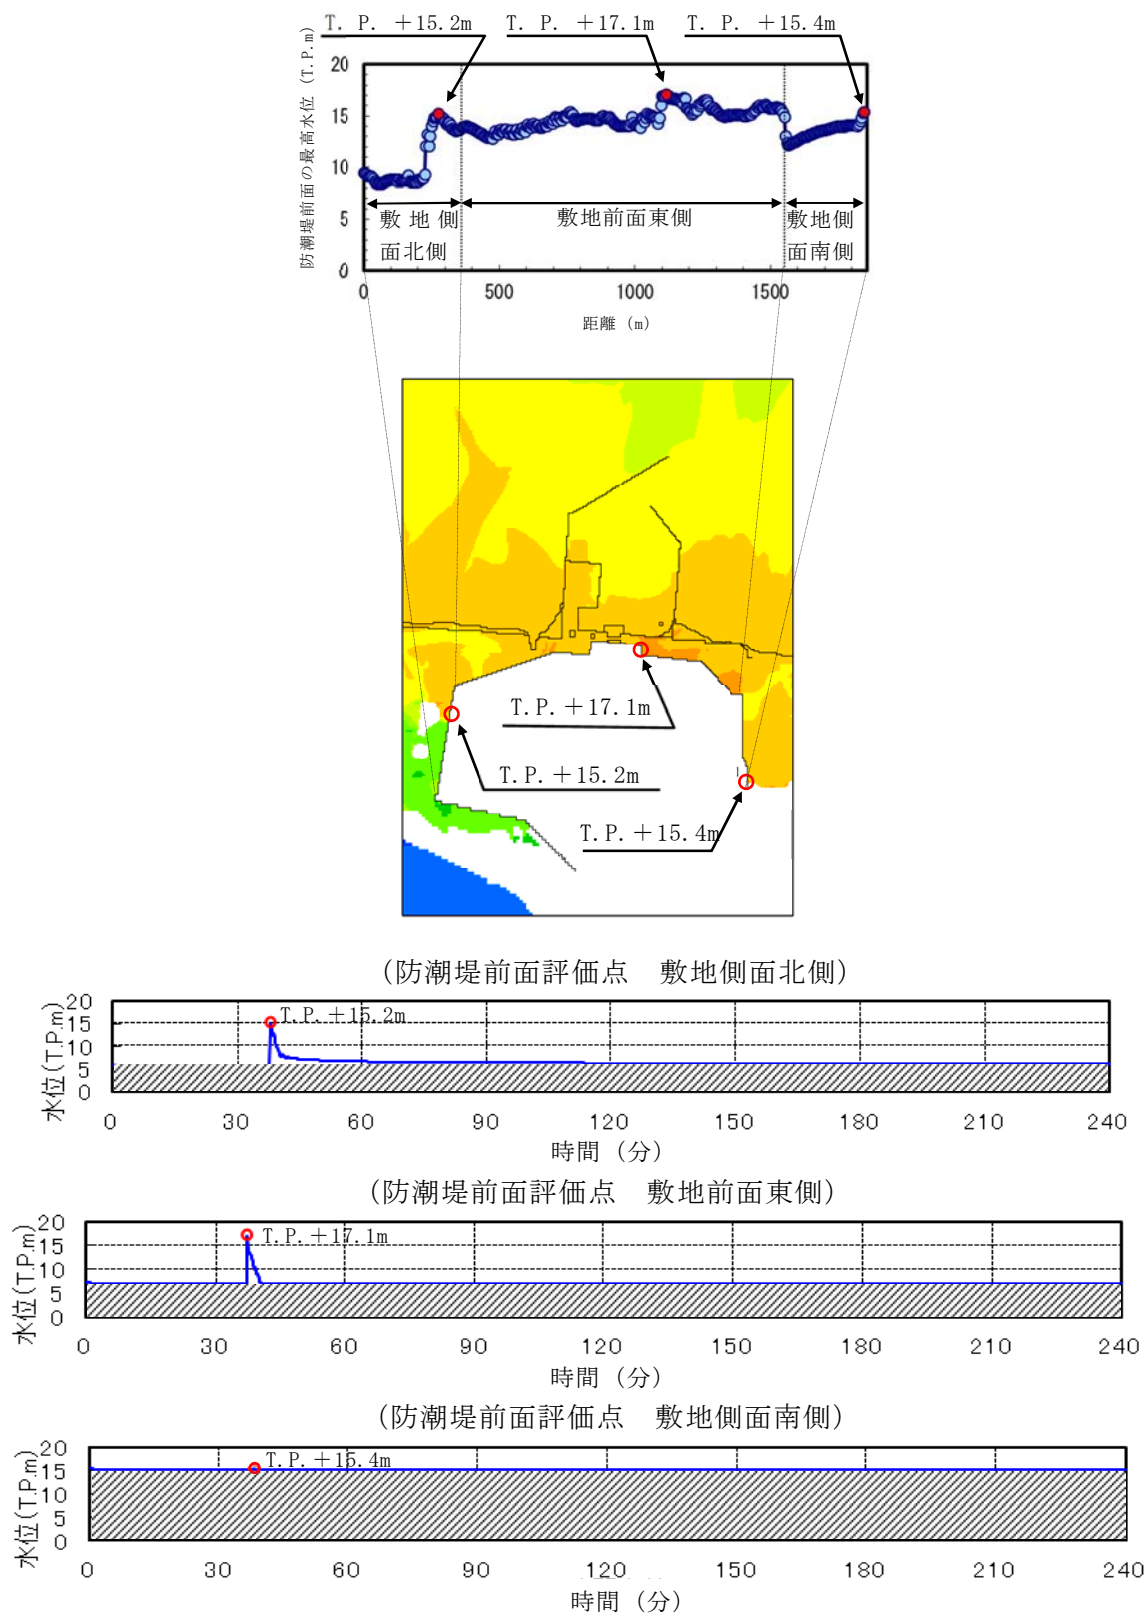 T. P. +15.2m　T. P. +17.1m　T. P. +15.4m
防潮堤前面の最高水位 (T.P.m)
20
15
10
5
0
敷地側
面北側
敷地前面東側
敷地側
面南側
0　500　1000　1500
距離 (m)
T.P.+17.1m
T.P.+15.2m
T.P.+15.4m
(防潮堤前面評価点　敷地側面北側)
水位(T.P.m)
20
15
10
5
0
T.P.+15.2m
0　30　60　90　120　150　180　210　240
時間 (分)
(防潮堤前面評価点　敷地前面東側)
水位(T.P.m)
20
15
10
5
0
T.P.+17.1m
0　30　60　90　120　150　180　210　240
時間 (分)
(防潮堤前面評価点　敷地側面南側)
水位(T.P.m)
20
15
10
5
0
T.P.+15.4m
0　30　60　90　120　150　180　210　240
時間 (分)